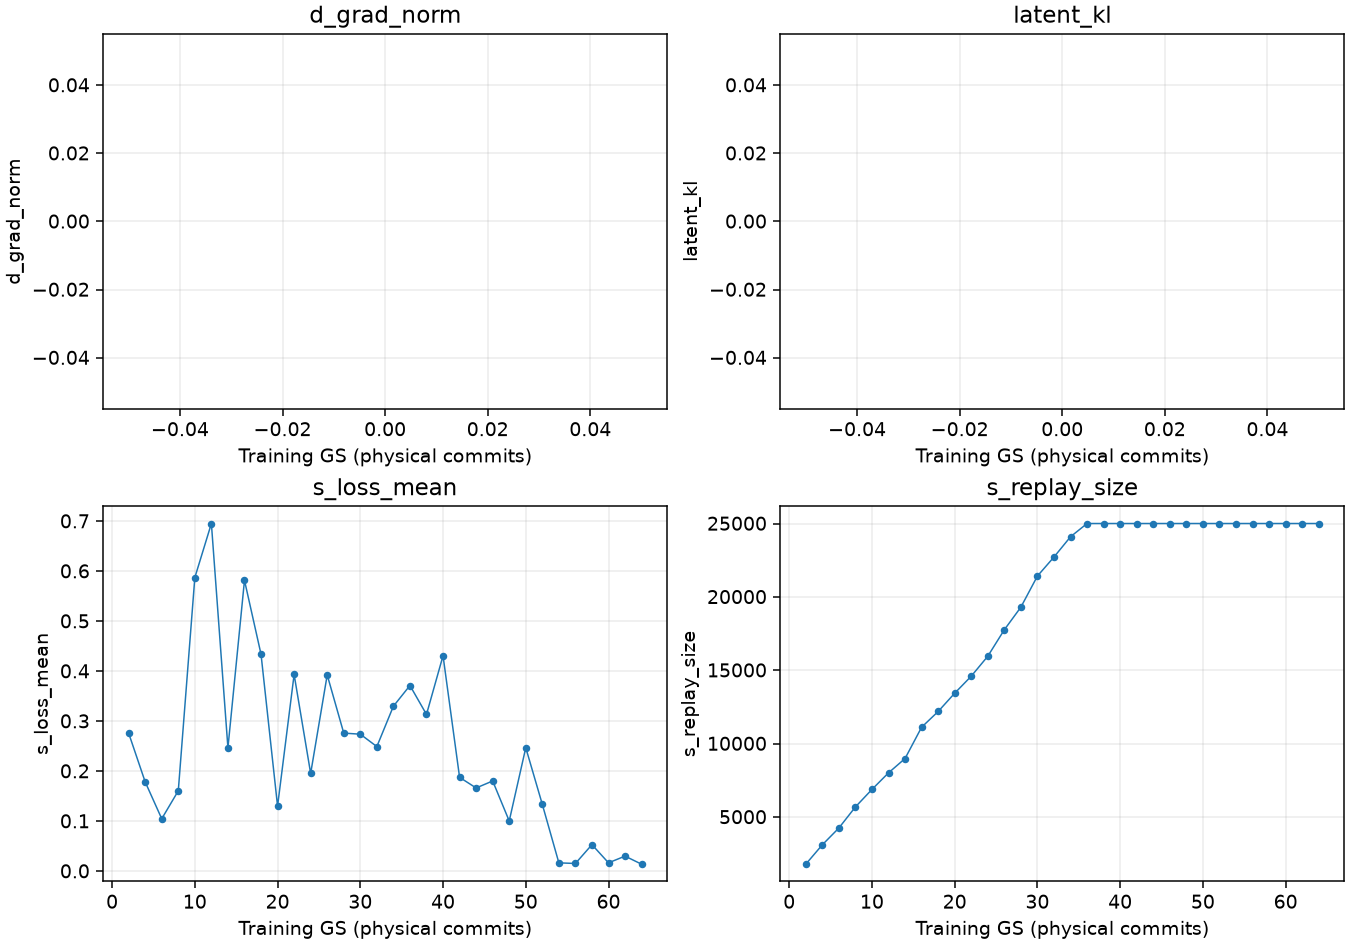 d_grad_norm
d_grad_norm
0.04
0.02
0.00
−0.02
−0.04
−0.04 −0.02 0.00 0.02 0.04
Training GS (physical commits)
latent_kl
latent_kl
0.04
0.02
0.00
−0.02
−0.04
−0.04 −0.02 0.00 0.02 0.04
Training GS (physical commits)
s_loss_mean
s_loss_mean
0.7
0.6
0.5
0.4
0.3
0.2
0.1
0.0
0 10 20 30 40 50 60
Training GS (physical commits)
s_replay_size
s_replay_size
25000
20000
15000
10000
5000
0 10 20 30 40 50 60
Training GS (physical commits)